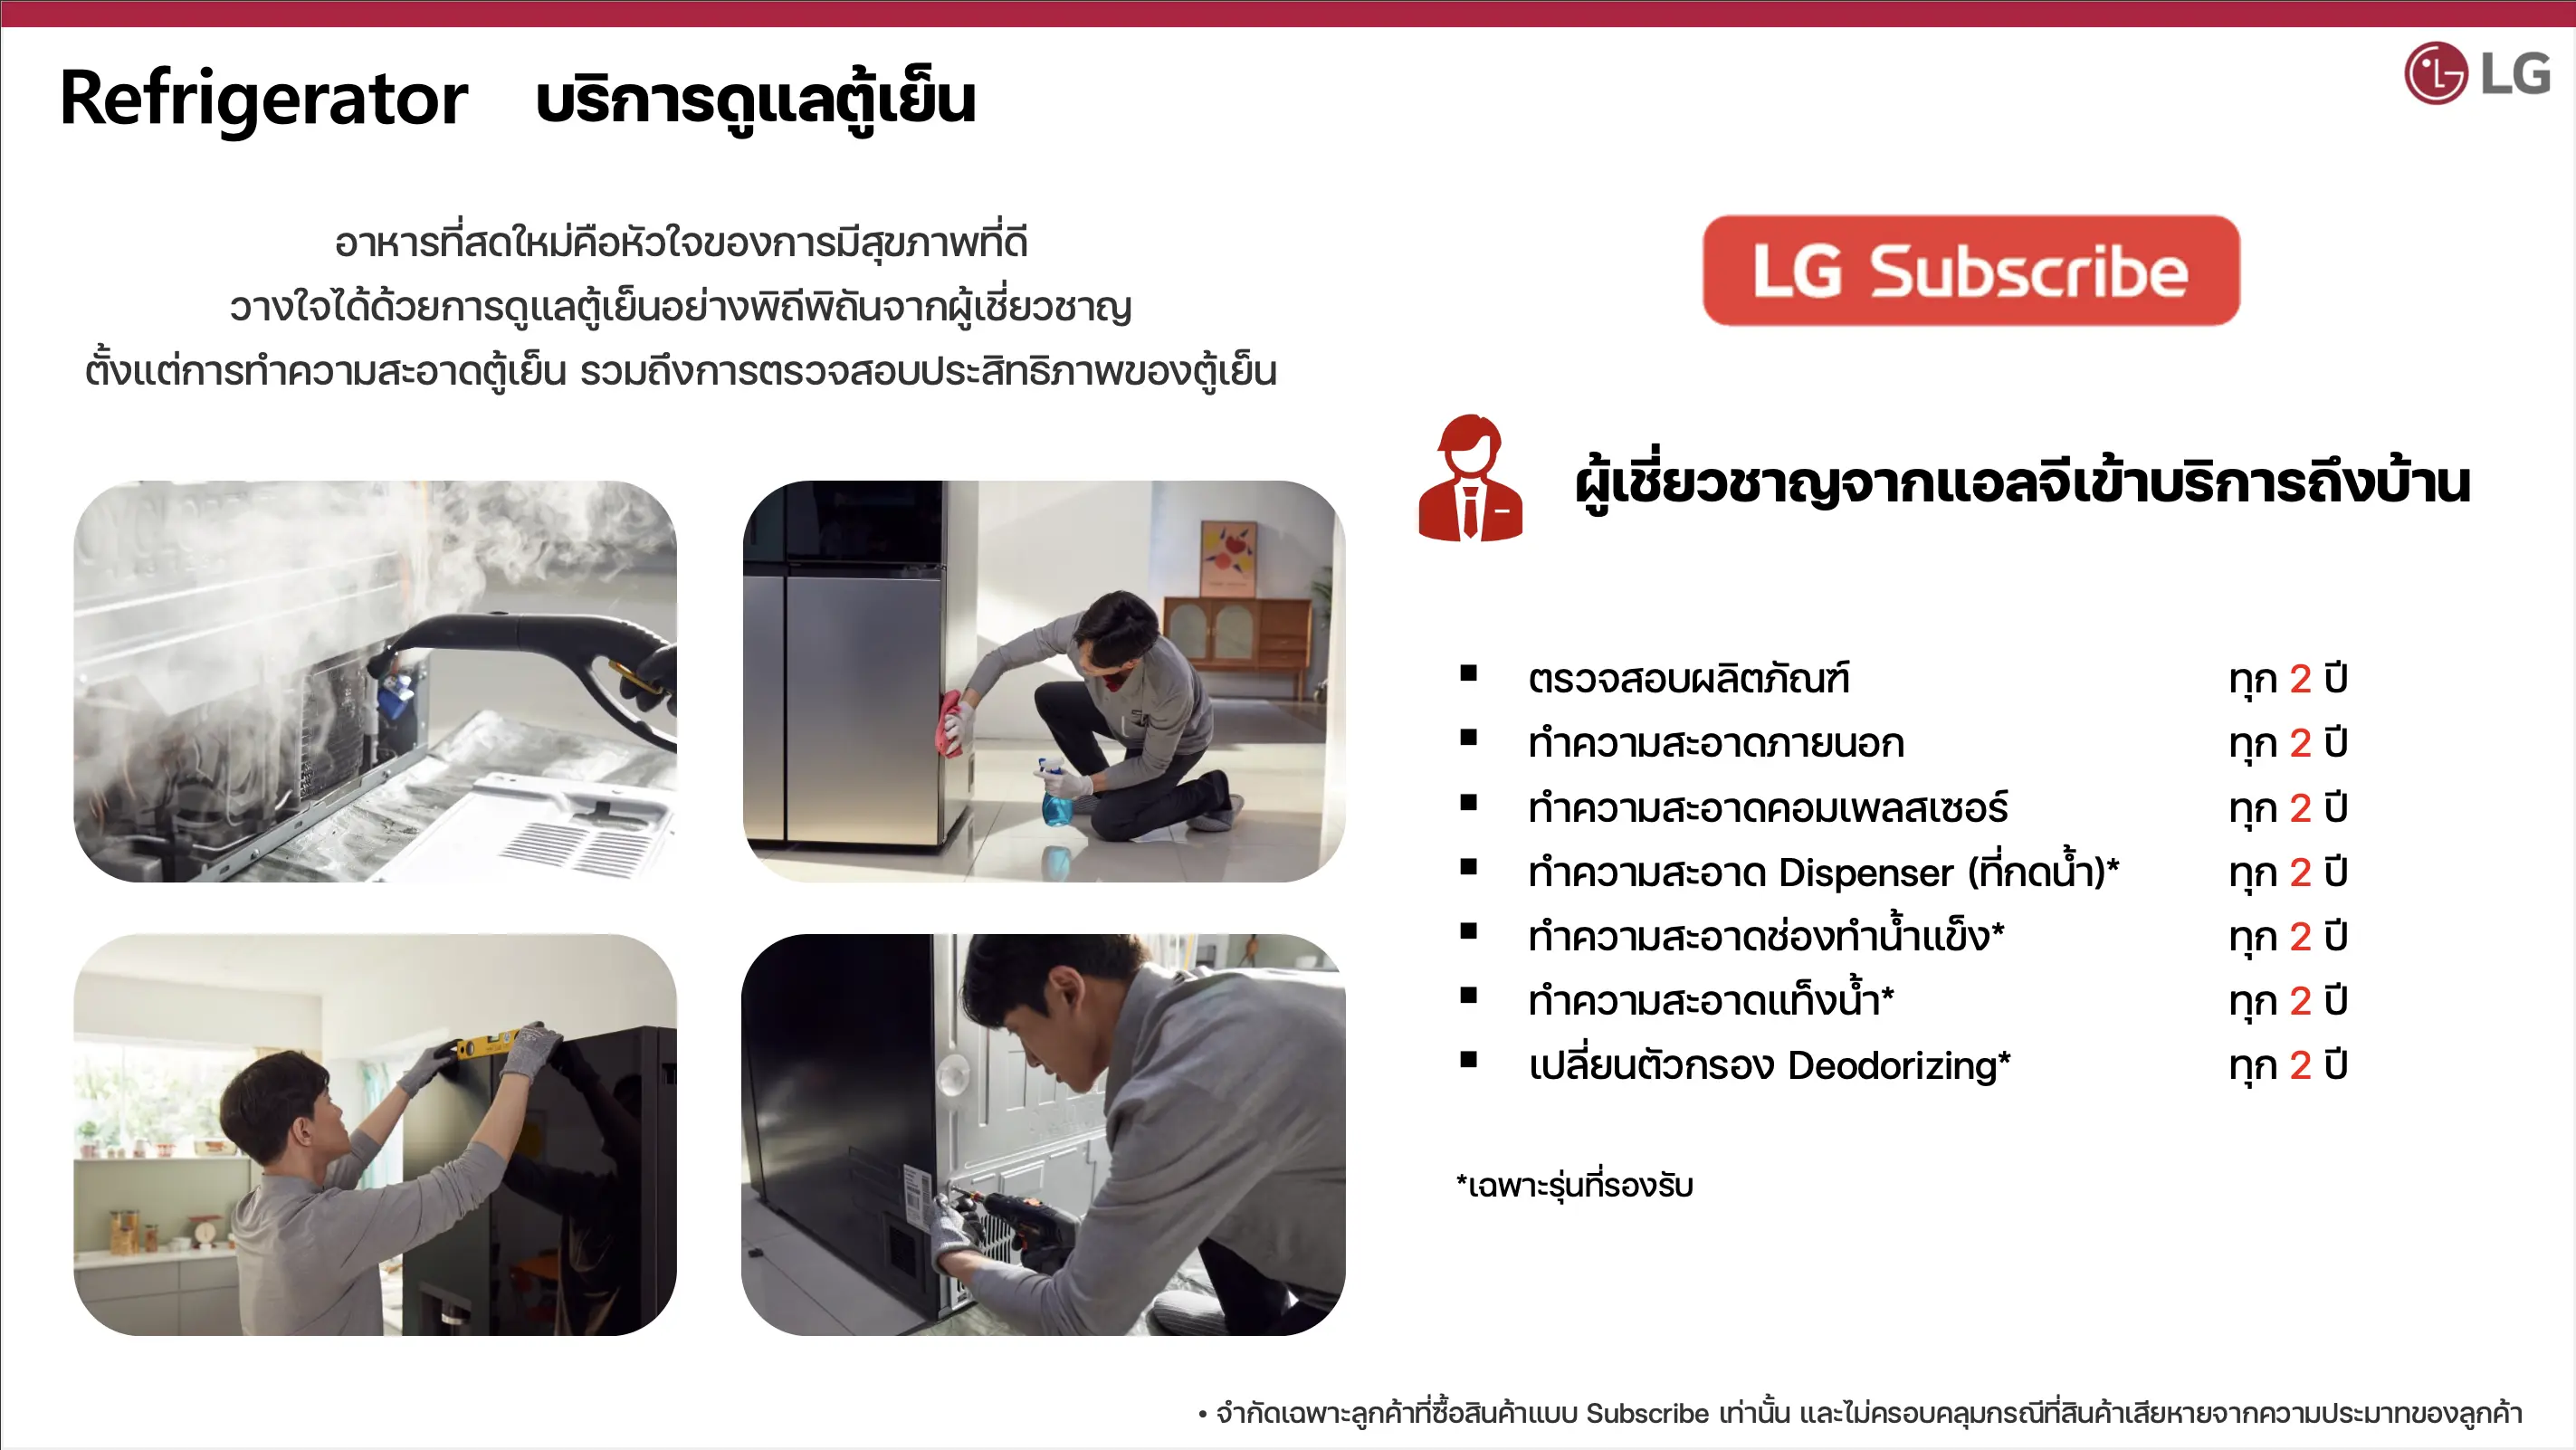 Refrigerator บริการดูแลตู้เย็น
LG
อาหารที่สดใหม่คือหัวใจของการมีสุขภาพที่ดี
วางใจได้ด้วยการดูแลตู้เย็นอย่างพิถีพิถันจากผู้เชี่ยวชาญ
ตั้งแต่การทำความสะอาดตู้เย็น รวมถึงการตรวจสอบประสิทธิภาพของตู้เย็น
LG Subscribe
ผู้เชี่ยวชาญจากแอลจีเข้าบริการถึงบ้าน
▪ ตรวจสอบผลิตภัณฑ์ ทุก 2 ปี
▪ ทำความสะอาดภายนอก ทุก 2 ปี
▪ ทำความสะอาดคอมเพลสเซอร์ ทุก 2 ปี
▪ ทำความสะอาด Dispenser (ที่กดน้ำ)* ทุก 2 ปี
▪ ทำความสะอาดช่องทำน้ำแข็ง* ทุก 2 ปี
▪ ทำความสะอาดแท็งน้ำ* ทุก 2 ปี
▪ เปลี่ยนตัวกรอง Deodorizing* ทุก 2 ปี
*เฉพาะรุ่นที่รองรับ
• จำกัดเฉพาะลูกค้าที่ซื้อสินค้าแบบ Subscribe เท่านั้น และไม่ครอบคลุมกรณีที่สินค้าเสียหายจากความประมาทของลูกค้า